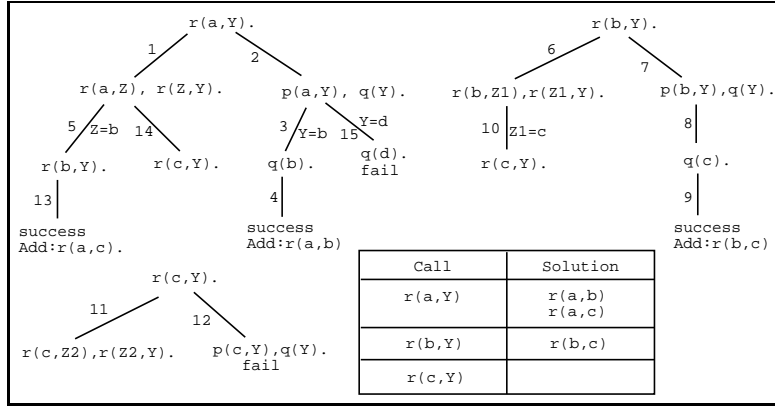 r(a,Y).
1
2
r(a,Z), r(Z,Y).
p(a,Y), q(Y).
5
Z=b
14
3
Y=b
15
Y=d
r(b,Y).
r(c,Y).
q(b).
q(d).
fail
13
4
success
Add:r(a,c).
success
Add:r(a,b)
r(b,Y).
6
7
r(b,Z1),r(Z1,Y).
p(b,Y),q(Y).
10
Z1=c
8
r(c,Y).
q(c).
9
success
Add:r(b,c)
r(c,Y).
11
12
r(c,Z2),r(Z2,Y).
p(c,Y),q(Y).
fail
Call Solution
r(a,Y) r(a,b)
r(a,c)
r(b,Y) r(b,c)
r(c,Y)